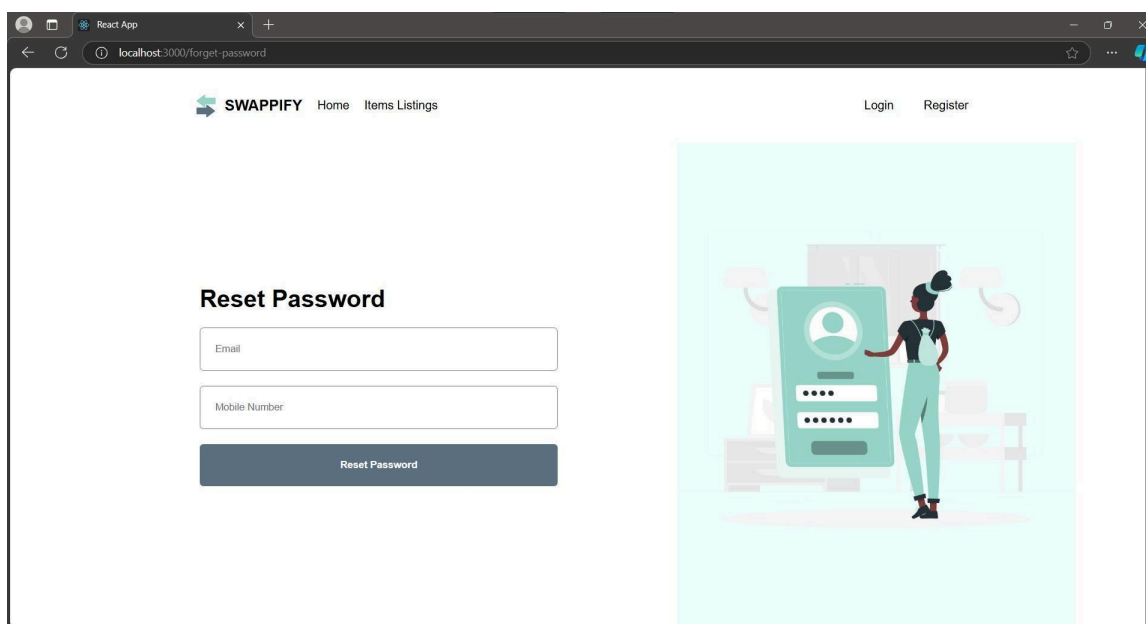 React App
localhost:3000/forget-password
SWAPPIFY Home Items Listings Login Register
Reset Password
Email
Mobile Number
Reset Password